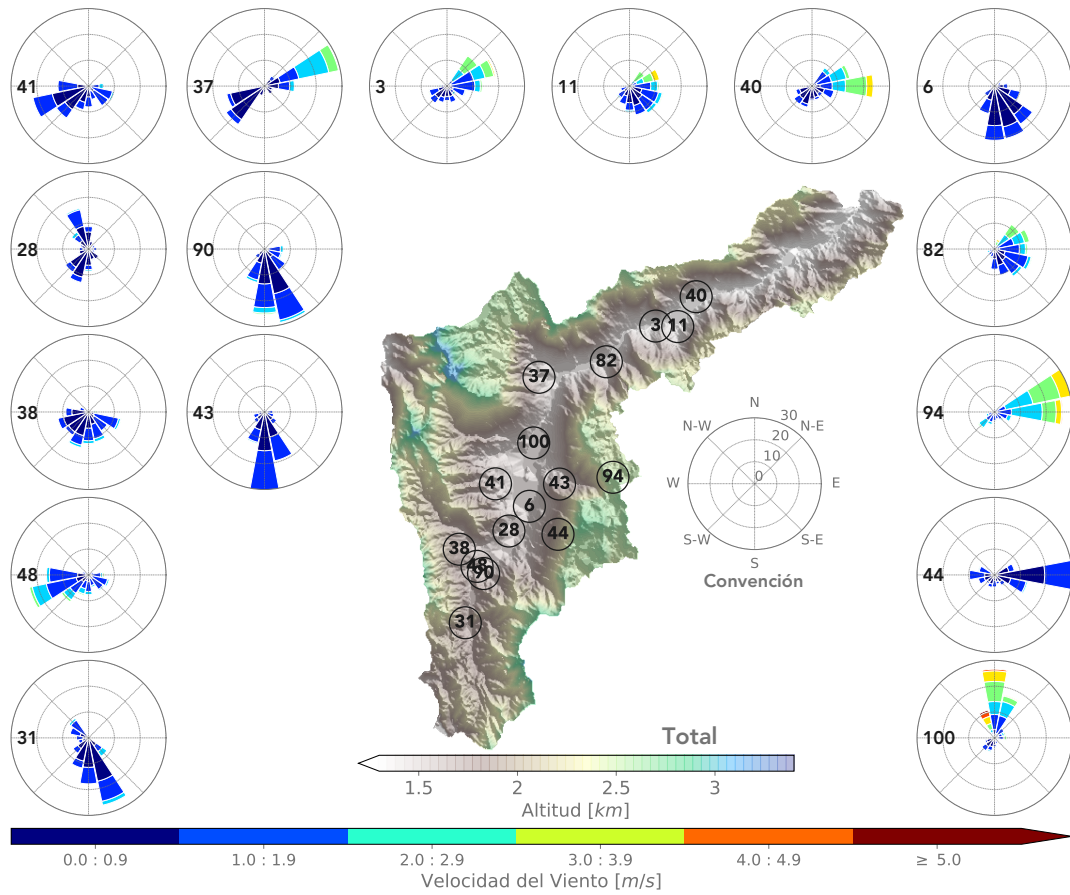 41
37
3
11
40
6
28
90
82
38
43
94
48
44
31
100
40
3 11
82
37
100
94
41 43
6
28 44
38
48
90
31
N
30
N-W N-E
20
10
W 0 E
S-W S-E
S
Convención
Total
1.5 2 2.5 3
Altitud [km]
0.0 : 0.9 1.0 : 1.9 2.0 : 2.9 3.0 : 3.9 4.0 : 4.9 ≥ 5.0
Velocidad del Viento [m/s]